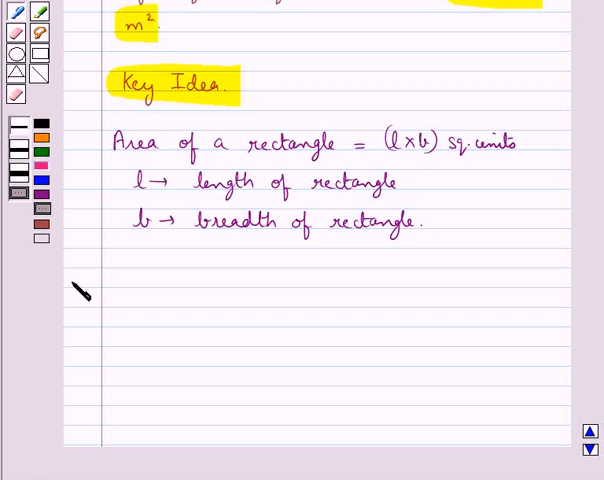 m²
Key Idea.
Area of a rectangle = (l×b) sq. units
l → length of rectangle
b → breadth of rectangle.